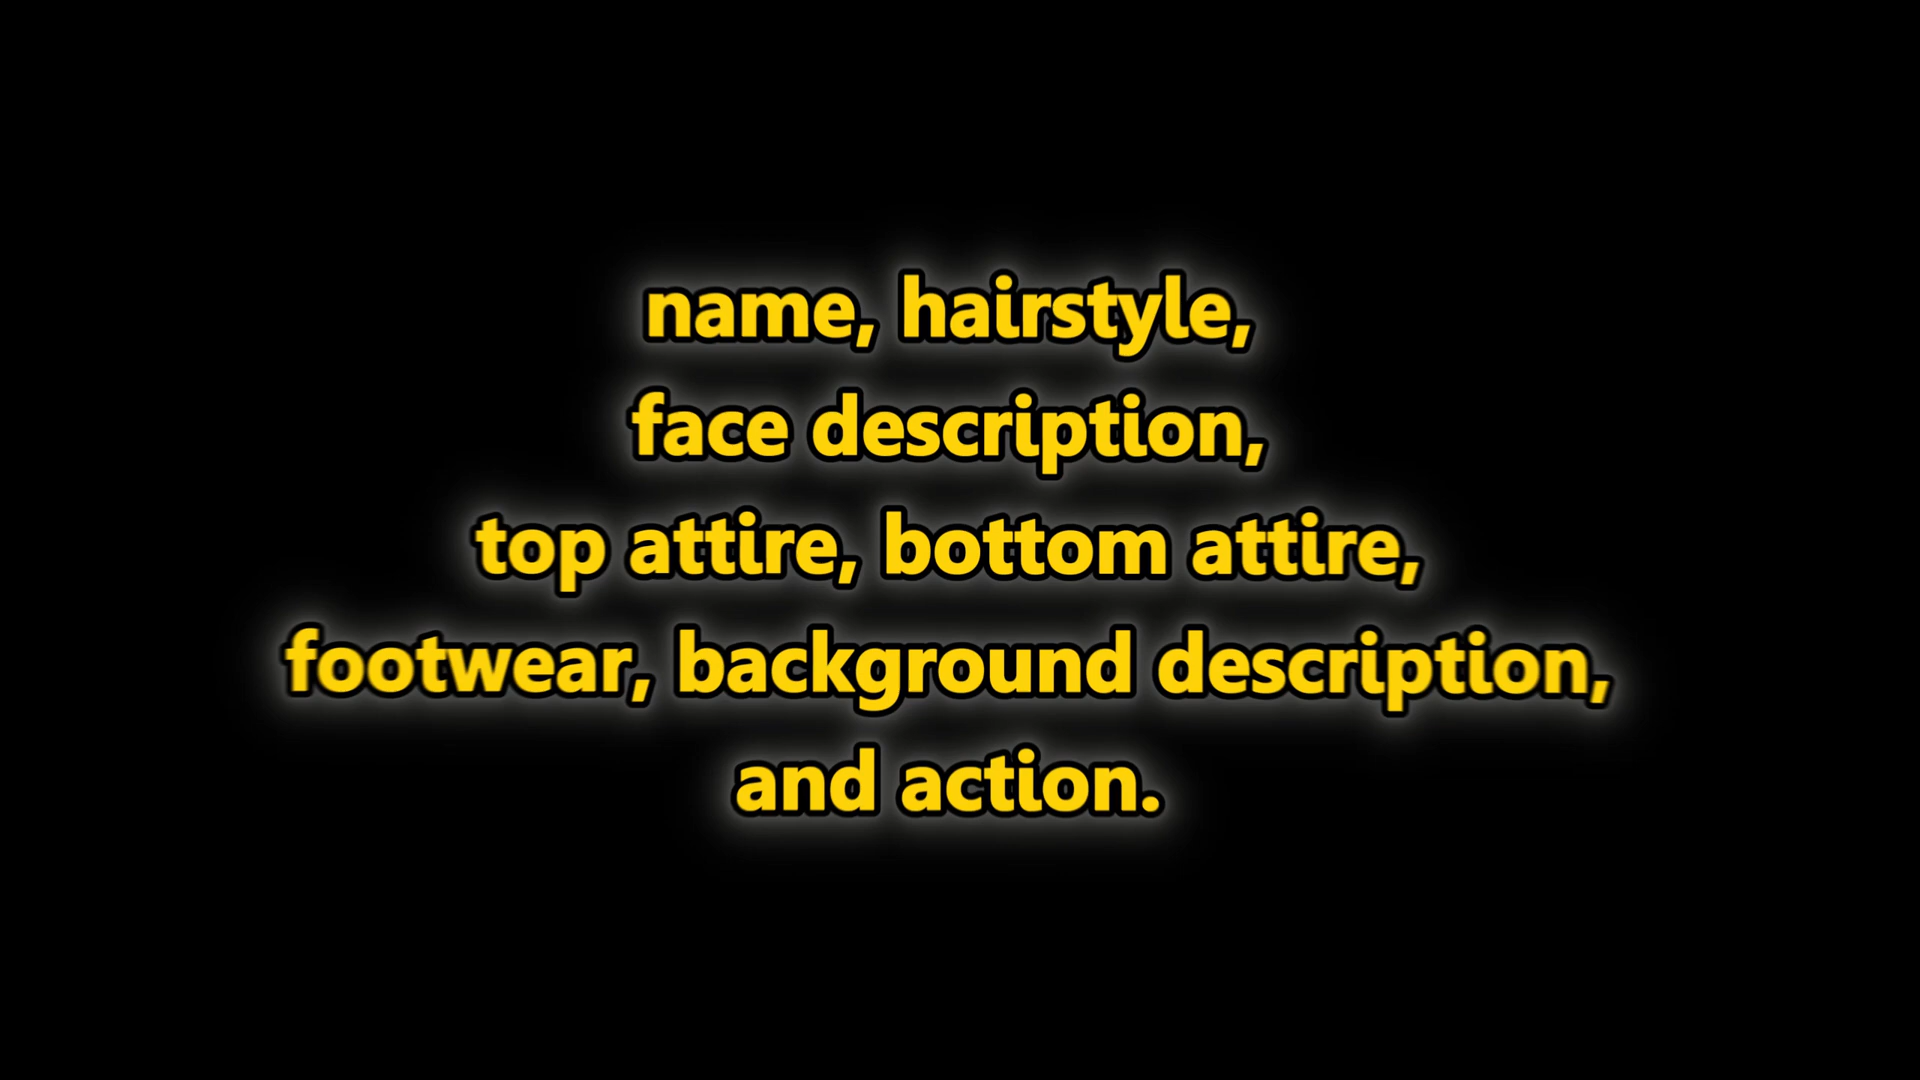 name, hairstyle,
face description,
top attire, bottom attire,
footwear, background description,
and action.